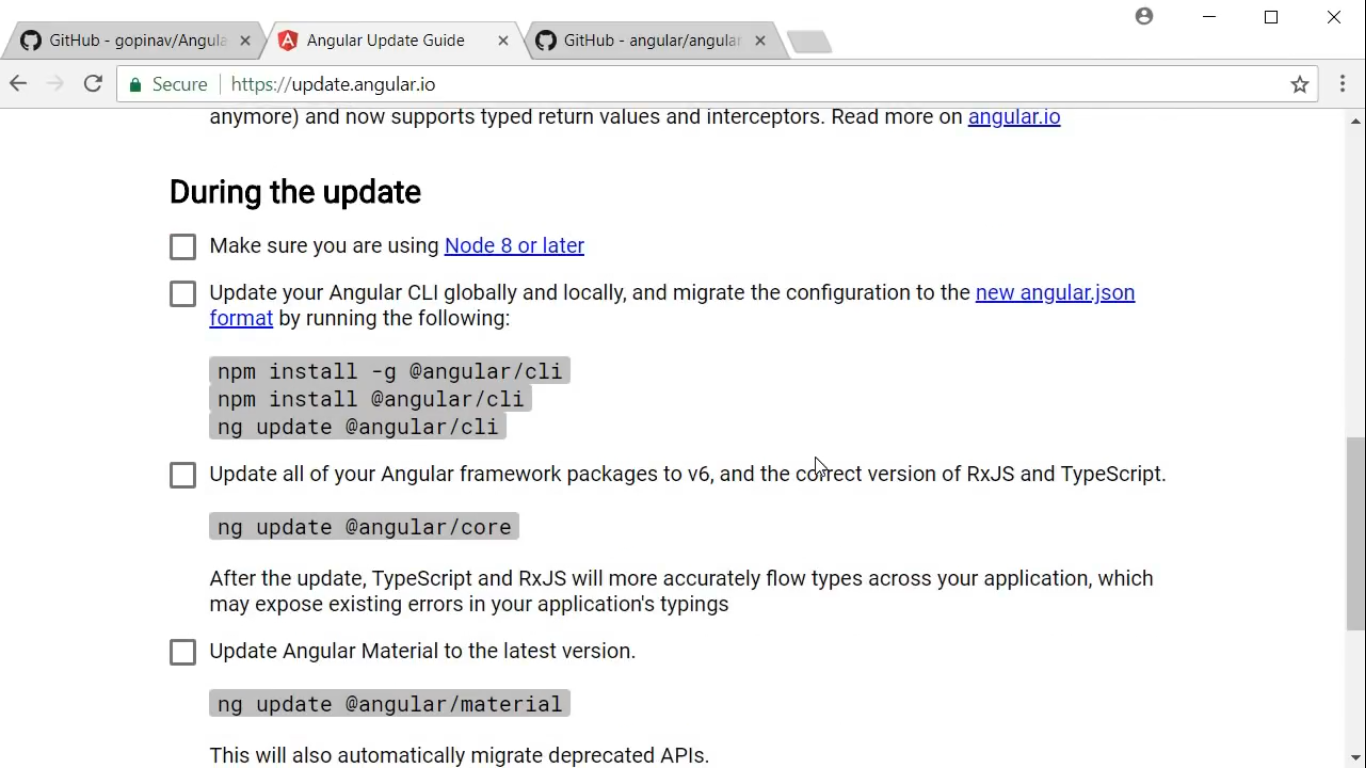 GitHub - gopinav/Angula
Angular Update Guide
GitHub - angular/angular
Secure
https://update.angular.io
anymore) and now supports typed return values and interceptors. Read more on angular.io
During the update
Make sure you are using Node 8 or later
Update your Angular CLI globally and locally, and migrate the configuration to the new angular.json
format by running the following:
npm install -g @angular/cli
npm install @angular/cli
ng update @angular/cli
Update all of your Angular framework packages to v6, and the correct version of RxJS and TypeScript.
ng update @angular/core
After the update, TypeScript and RxJS will more accurately flow types across your application, which
may expose existing errors in your application's typings
Update Angular Material to the latest version.
ng update @angular/material
This will also automatically migrate deprecated APIs.